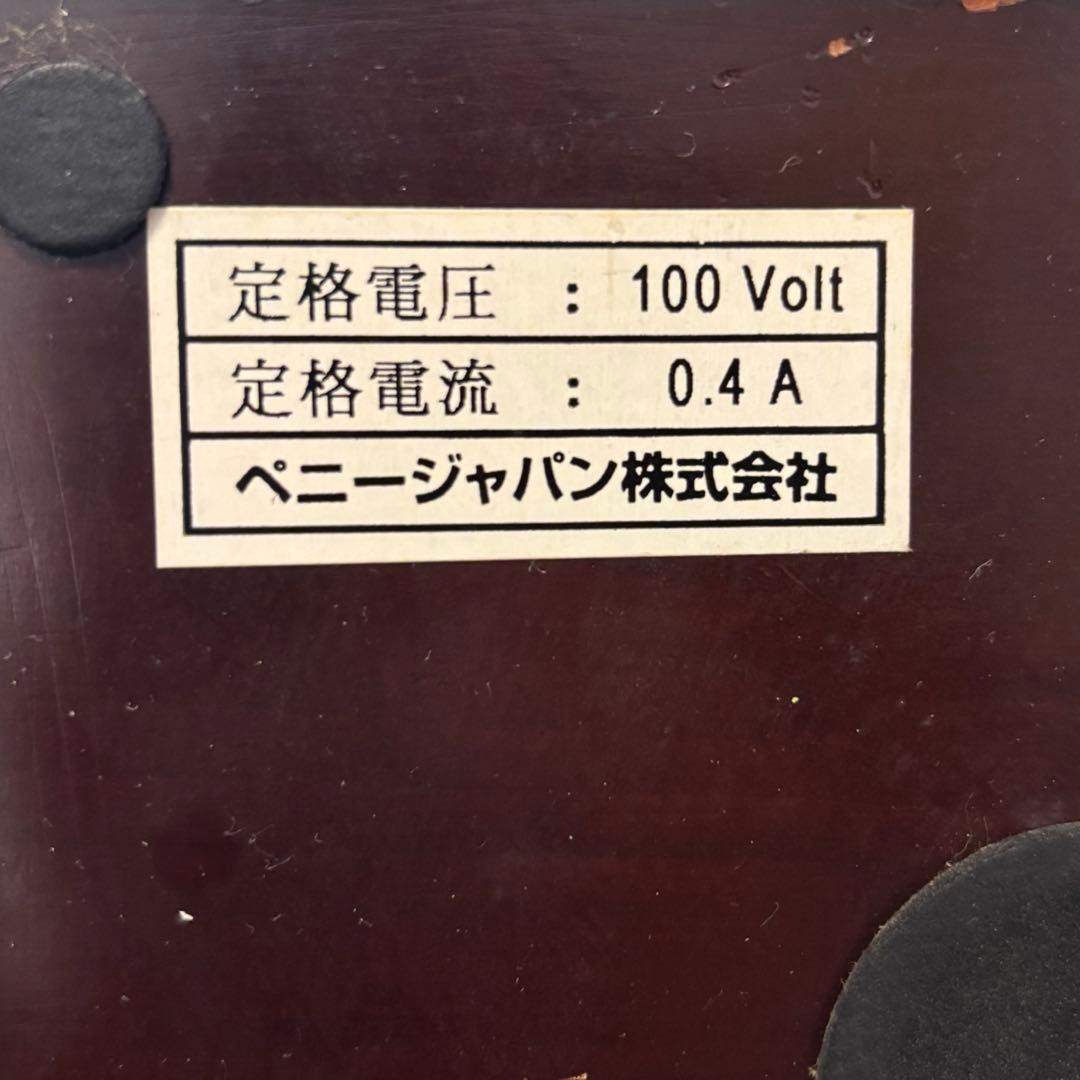 定格電圧 : 100 Volt
定格電流 : 0.4 A
ペニージャパン株式会社